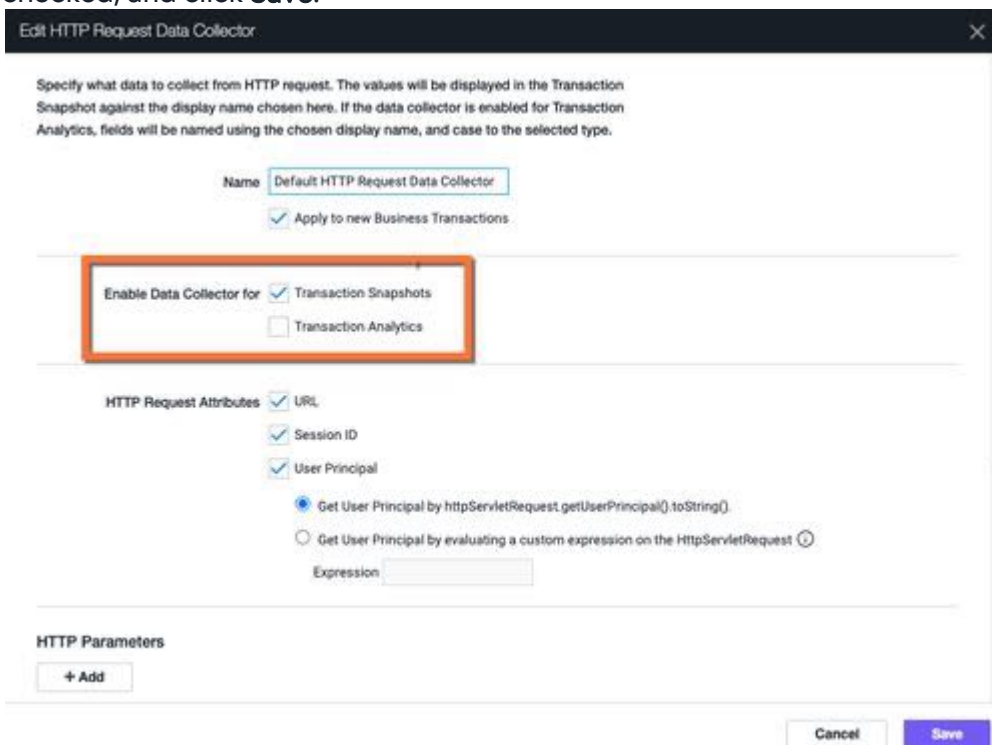 checked, and click Save.
Edit HTTP Request Data Collector
Specify what data to collect from HTTP request. The values will be displayed in the Transaction
Snapshot against the display name chosen here. If the data collector is enabled for Transaction
Analytics, fields will be named using the chosen display name, and case to the selected type.
Name Default HTTP Request Data Collector
Apply to new Business Transactions
Enable Data Collector for Transaction Snapshots
Transaction Analytics
HTTP Request Attributes URL
Session ID
User Principal
Get User Principal by httpServletRequest.getUserPrincipal().toString().
Get User Principal by evaluating a custom expression on the HttpServletRequest
Expression
HTTP Parameters
+ Add
Cancel Save